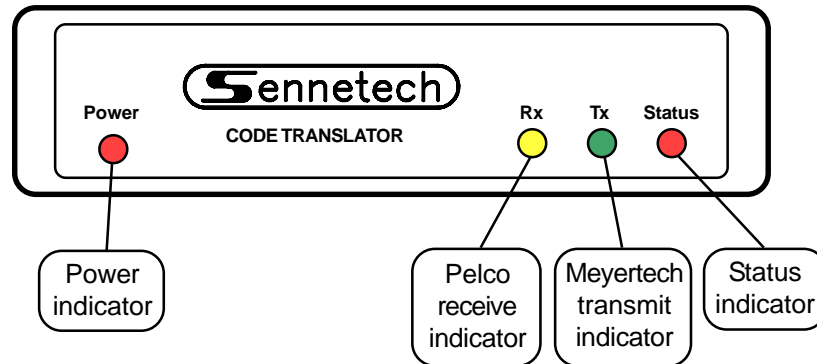 Sennetech
Power
CODE TRANSLATOR
Rx Tx Status
Power
indicator
Pelco
receive
indicator
Meyertech
transmit
indicator
Status
indicator